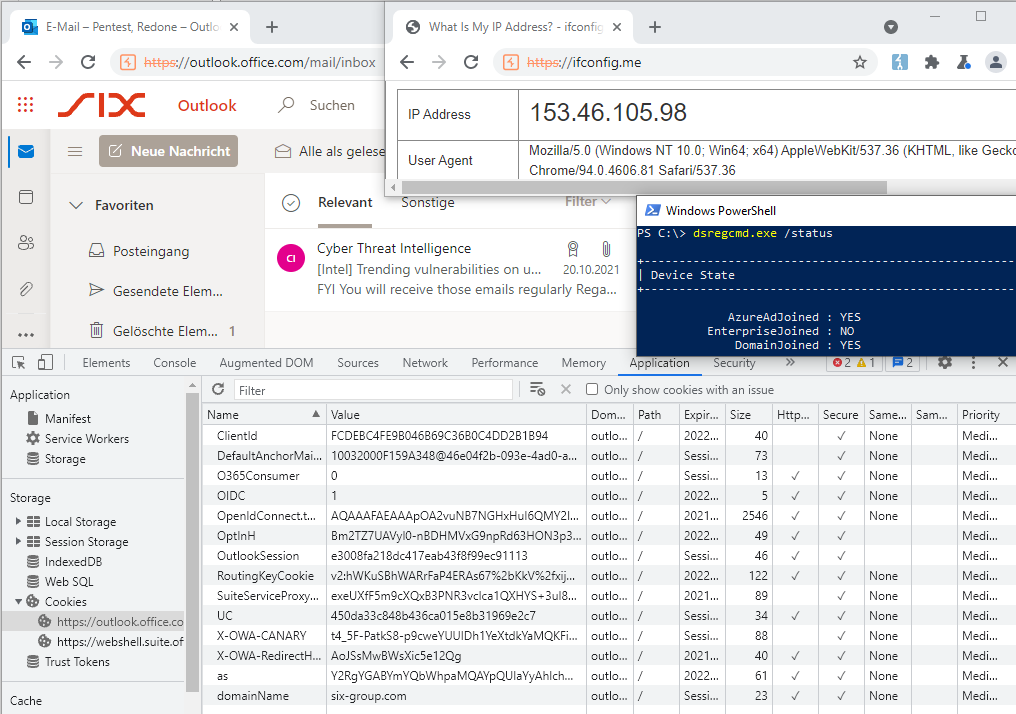 E-Mail – Pentest, Redone – Outlo
https://outlook.office.com/mail/inbox
SIX
Outlook
Suchen
Neue Nachricht
Alle als gelese
Favoriten
Posteingang
Gesendete Elem...
Gelöschte Elem... 1
Relevant Sonstige Filter
CI
Cyber Threat Intelligence
[Intel] Trending vulnerabilities on u... 20.10.2021
FYI You will receive those emails regularly Rega...
What Is My IP Address? - ifconfig
https://ifconfig.me
IP Address 153.46.105.98
User Agent Mozilla/5.0 (Windows NT 10.0; Win64; x64) AppleWebKit/537.36 (KHTML, like Gecko
Chrome/94.0.4606.81 Safari/537.36
Windows PowerShell
PS C:\> dsregcmd.exe /status
+----------------------------------------------------
| Device State
+----------------------------------------------------
AzureAdJoined : YES
EnterpriseJoined : NO
DomainJoined : YES
Elements Console Augmented DOM Sources Network Performance Memory Application Security » 2 1 2
Application
Manifest
Service Workers
Storage
Storage
Local Storage
Session Storage
IndexedDB
Web SQL
Cookies
https://outlook.office.co
https://webshell.suite.of
Trust Tokens
Cache
Filter Only show cookies with an issue
Name Value Dom... Path Expir... Size Http... Secure Same... Sam... Priority
ClientId FCDEBC4FE9B046B69C36B0C4DD2B1B94 outlo... / 2022... 40 ✓ None Medi...
DefaultAnchorMai... 10032000F159A348@46e04f2b-093e-4ad0-a... outlo... / Sessi... 73 ✓ None Medi...
O365Consumer 0 outlo... / Sessi... 13 ✓ ✓ None Medi...
OIDC 1 outlo... / 2022... 5 ✓ ✓ None Medi...
OpenIdConnect.t... AQAAAFAEAAApOA2vuNB7NGHxHuI6QMY2I... outlo... / 2021... 2546 ✓ ✓ None Medi...
OptInH Bm2TZ7UAVyl0-nBDHMVxG9npRd63HON3p3... outlo... / 2022... 49 ✓ ✓ Medi...
OutlookSession e3008fa218dc417eab43f8f99ec91113 outlo... / Sessi... 46 ✓ ✓ Medi...
RoutingKeyCookie v2:hWKuSBhWARrFaP4ERAs67%2bKkV%2fxij... outlo... / 2022... 122 ✓ ✓ None Medi...
SuiteServiceProxy... exeUXfF5m9cXQxB3PNR3vcIca1QXHYS+3uI8... outlo... / 2021... 89 ✓ None Medi...
UC 450da33c848b436ca015e8b31969e2c7 outlo... / Sessi... 34 ✓ ✓ None Medi...
X-OWA-CANARY t4_5F-PatkS8-p9cweYUUIDh1YeXtdkYaMQKFi... outlo... / Sessi... 88 ✓ None Medi...
X-OWA-RedirectH... AoJSsMwBWsXic5e12Qg outlo... / 2021... 40 ✓ ✓ None Medi...
as Y2RgYGABYmYQbWhpaMQAYpQUlaYyAhlch... outlo... / 2022... 61 ✓ ✓ None Medi...
domainName six-group.com outlo... / Sessi... 23 ✓ ✓ None Medi...